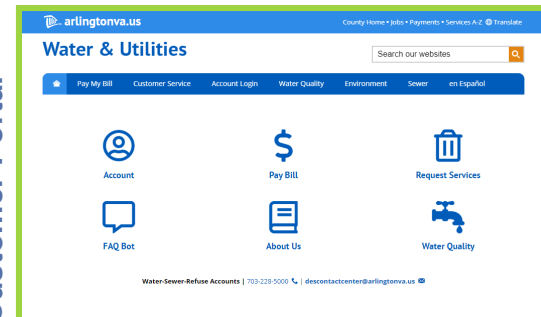 arlingtonva.us
County Home • Jobs • Payments • Services A-Z Translate
Water & Utilities
Search our websites
Pay My Bill Customer Service Account Login Water Quality Environment Sewer en Español
Account Pay Bill Request Services
FAQ Bot About Us Water Quality
Water-Sewer-Refuse Accounts | 703-228-5000 | descontactcenter@arlingtonva.us